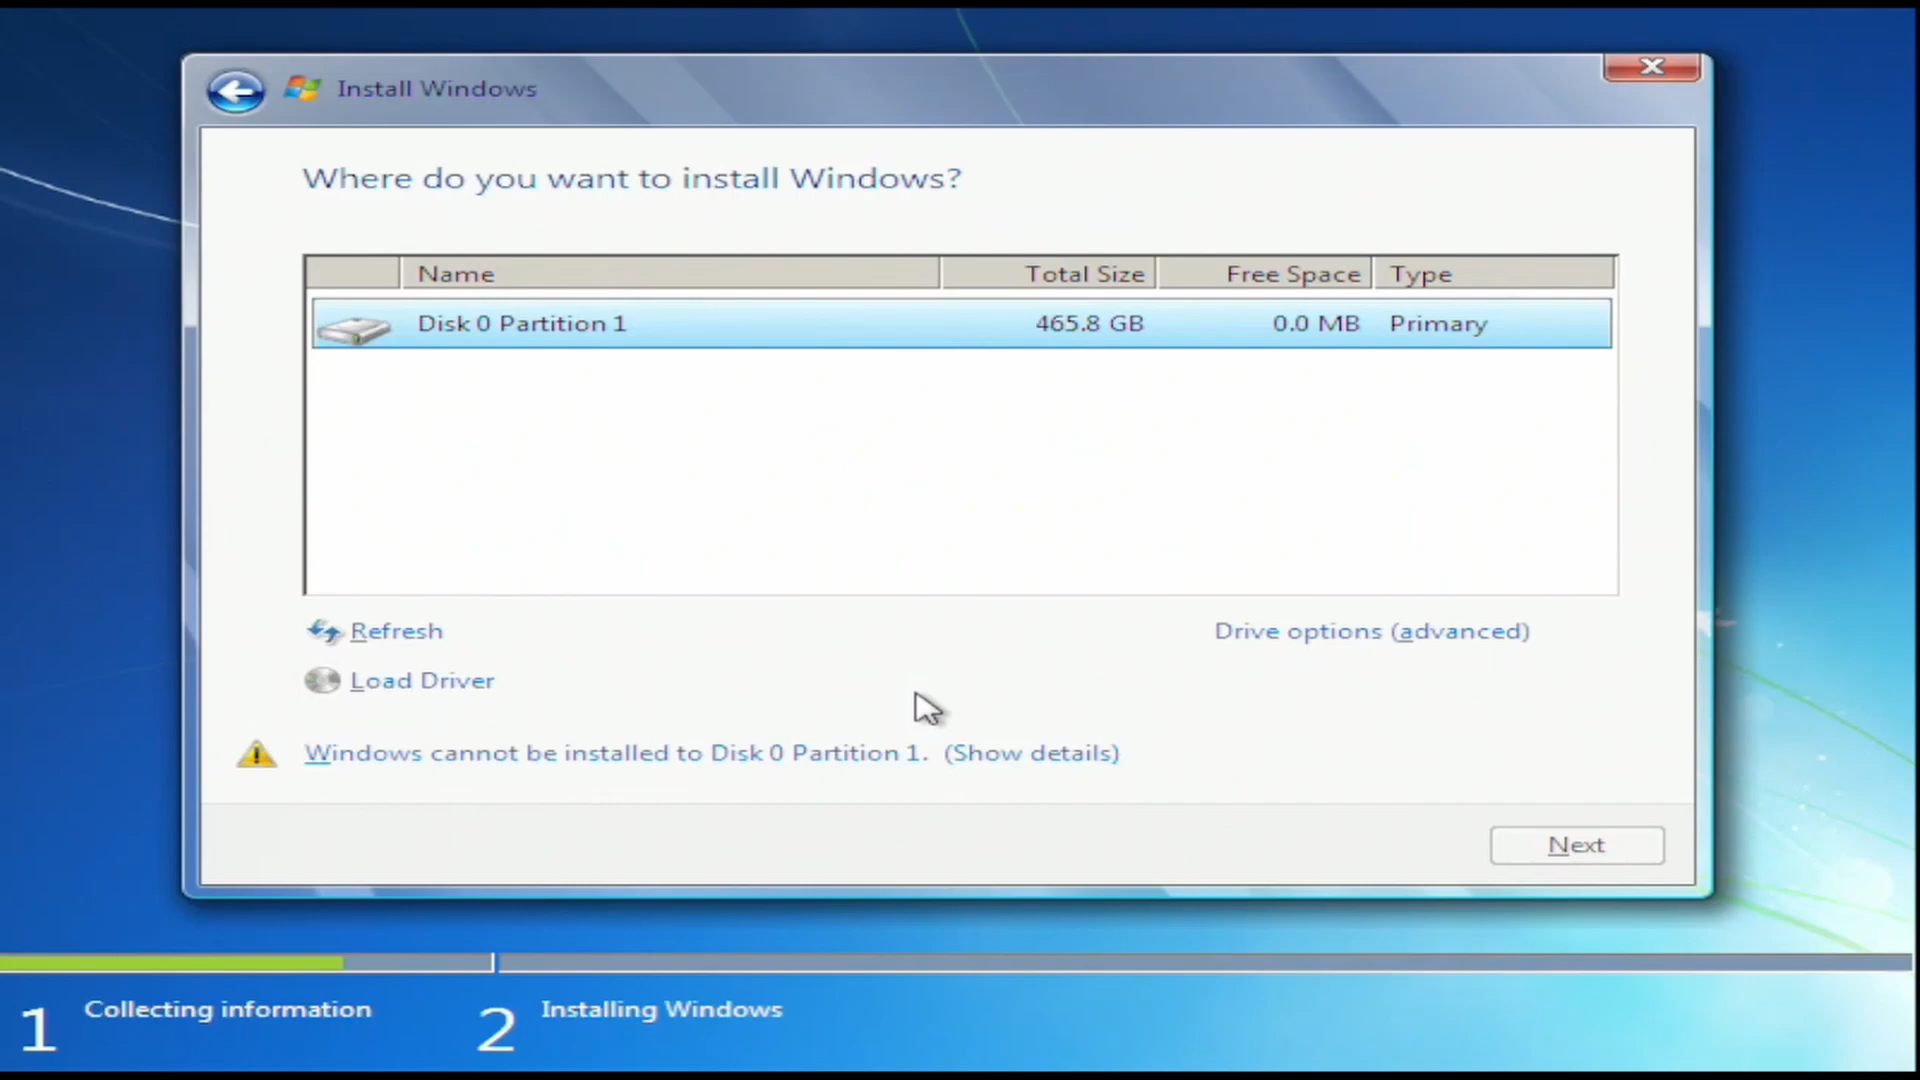 Install Windows
Where do you want to install Windows?
Name Total Size Free Space Type
Disk 0 Partition 1 465.8 GB 0.0 MB Primary
Refresh Drive options (advanced)
Load Driver
Windows cannot be installed to Disk 0 Partition 1. (Show details)
Next
1 Collecting information 2 Installing Windows